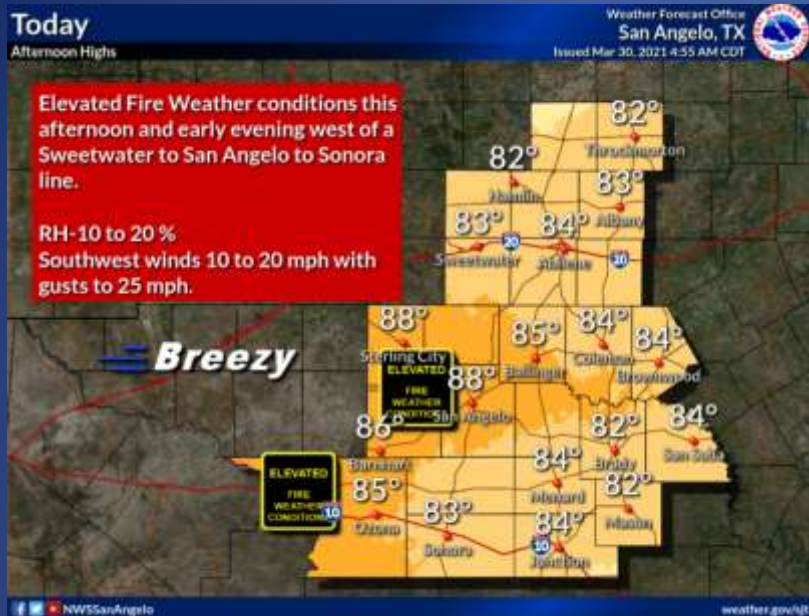 Today
Afternoon Highs
Weather Forecast Office
San Angelo, TX
Issued Mar 30, 2021 4:55 AM CDT
Elevated Fire Weather conditions this
afternoon and early evening west of a
Sweetwater to San Angelo to Sonora
line.
RH-10 to 20 %
Southwest winds 10 to 20 mph with
gusts to 25 mph.
82°
Throckmorton
82°
Hamlin
83°
Albany
83°
Sweetwater
20
84°
Abilene
20
88°
Sterling City
85°
Ballinger
84°
Coleman
84°
Brownwood
Breezy
ELEVATED
FIRE
WEATHER
CONDITIONS
88°
San Angelo
86°
Barnhart
82°
Brady
84°
San Saba
ELEVATED
FIRE
WEATHER
CONDITIONS
10
85°
Ozona
83°
Sonora
84°
Menard
82°
Mason
10
84°
Junction
NWSSanAngelo
weather.gov/sjt